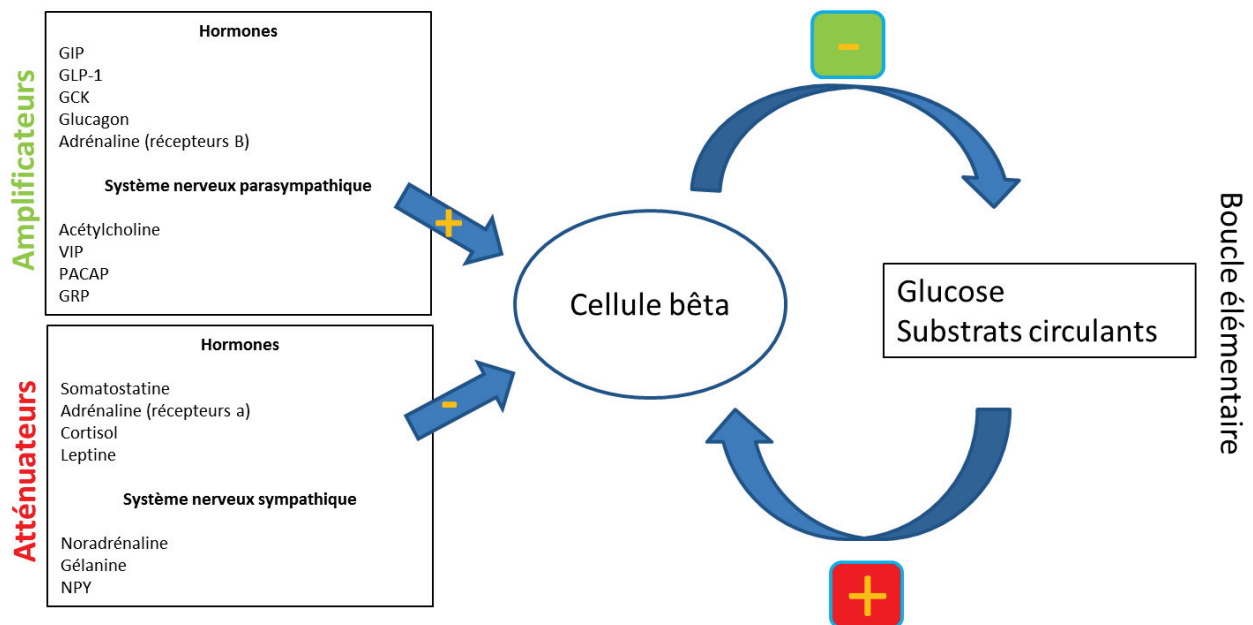 Amplificateurs
Hormones
GIP
GLP-1
GCK
Glucagon
Adrénaline (récepteurs B)
Système nerveux parasympathique
Acétylcholine
VIP
PACAP
GRP
+
Atténuateurs
Hormones
Somatostatine
Adrénaline (récepteurs a)
Cortisol
Leptine
Système nerveux sympathique
Noradrénaline
Gélanine
NPY
-
Cellule bêta
-
Glucose
Substrats circulants
+
Boucle élémentaire